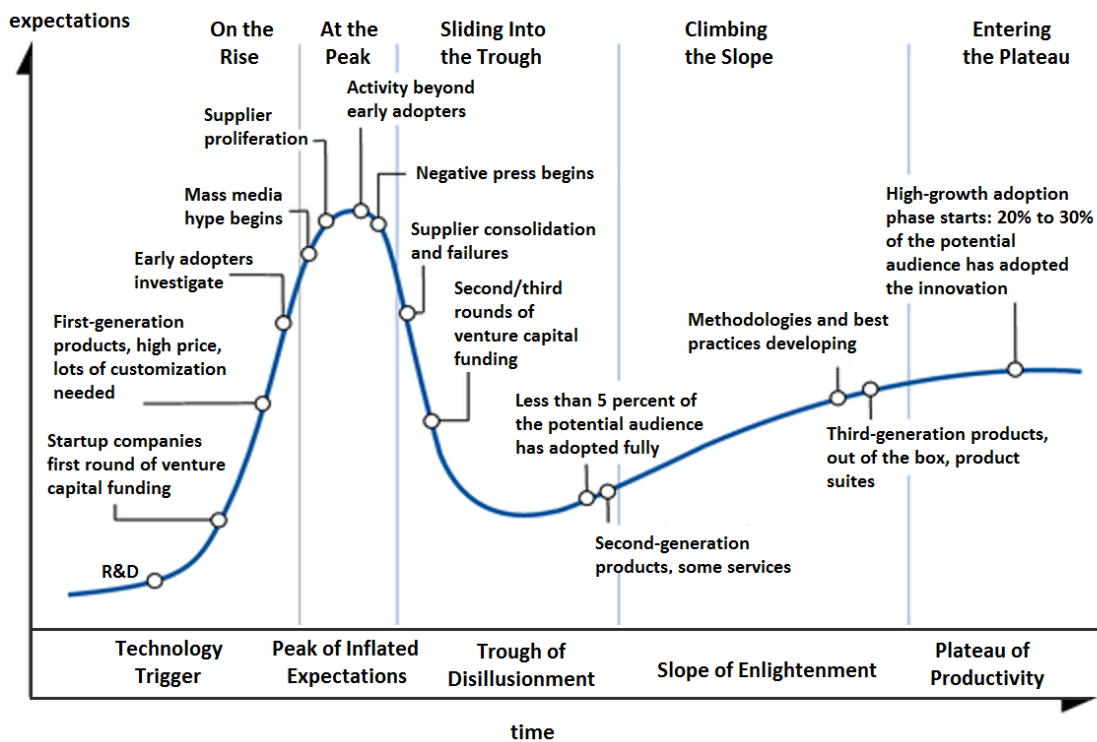 expectations
On the
Rise
At the
Peak
Sliding Into
the Trough
Climbing
the Slope
Entering
the Plateau
Activity beyond
early adopters
Supplier
proliferation
Negative press begins
Mass media
hype begins
Supplier consolidation
and failures
High-growth adoption
phase starts: 20% to 30%
of the potential
audience has adopted
the innovation
Early adopters
investigate
Second/third
rounds of
venture capital
funding
First-generation
products, high price,
lots of customization
needed
Methodologies and best
practices developing
Less than 5 percent of
the potential audience
has adopted fully
Startup companies
first round of venture
capital funding
Third-generation products,
out of the box, product
suites
Second-generation
products, some services
R&D
Technology
Trigger
Peak of Inflated
Expectations
Trough of
Disillusionment
Slope of Enlightenment
Plateau of
Productivity
time